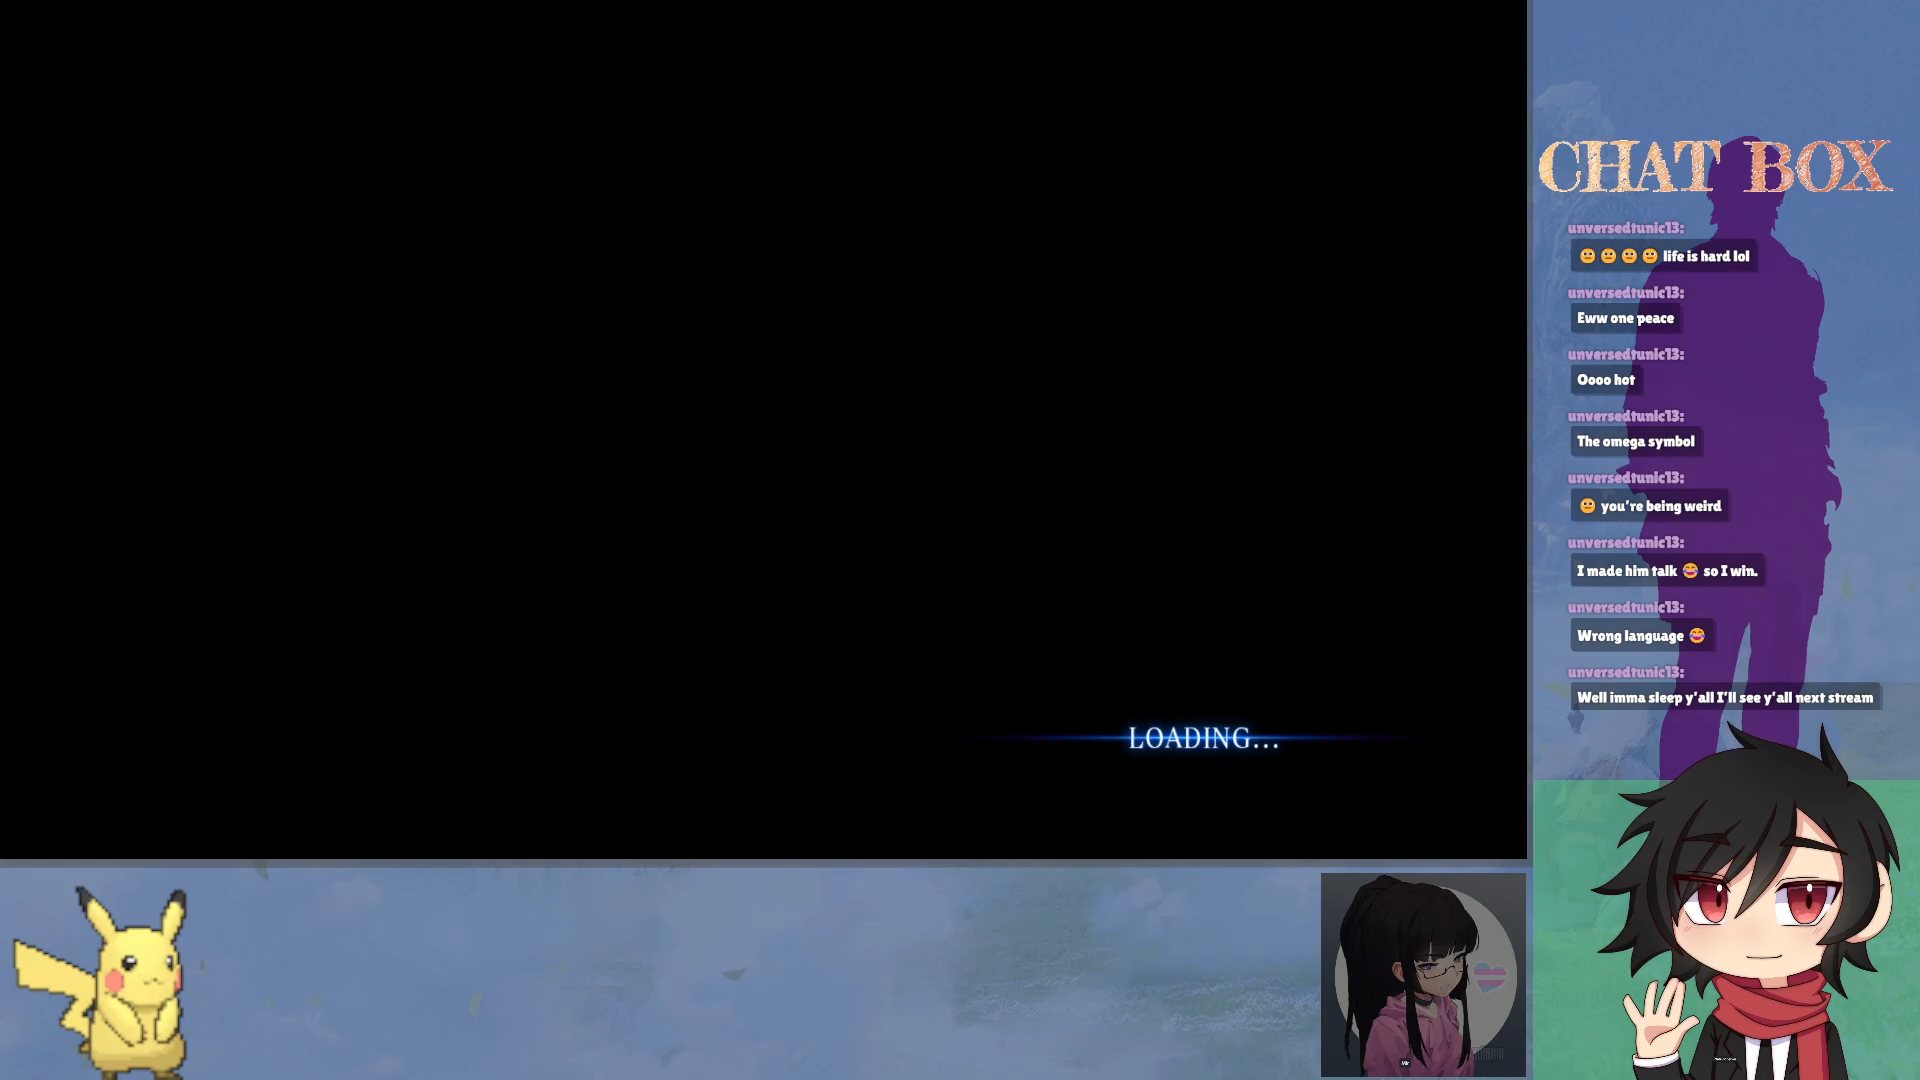 CHAT BOX
unversedtunic13:
😐 😐 😐 😐 life is hard lol
unversedtunic13:
Eww one peace
unversedtunic13:
Oooo hot
unversedtunic13:
The omega symbol
unversedtunic13:
😐 you're being weird
unversedtunic13:
I made him talk 😂 so I win.
unversedtunic13:
Wrong language 😂
unversedtunic13:
Well imma sleep y'all I'll see y'all next stream
LOADING...